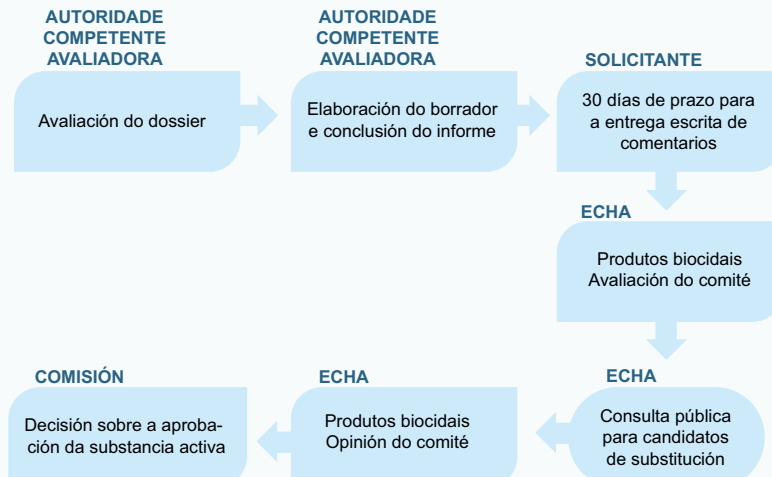 AUTORIDADE
COMPETENTE
AVALIADORA
Avaliación do dossier
AUTORIDADE
COMPETENTE
AVALIADORA
Elaboración do borrador
e conclusión do informe
SOLICITANTE
30 días de prazo para
a entrega escrita de
comentarios
ECHA
Produtos biocidais
Avaliación do comité
ECHA
Consulta pública
para candidatos
de substitución
ECHA
Produtos biocidais
Opinión do comité
COMISIÓN
Decisión sobre a aproba-
ción da substancia activa